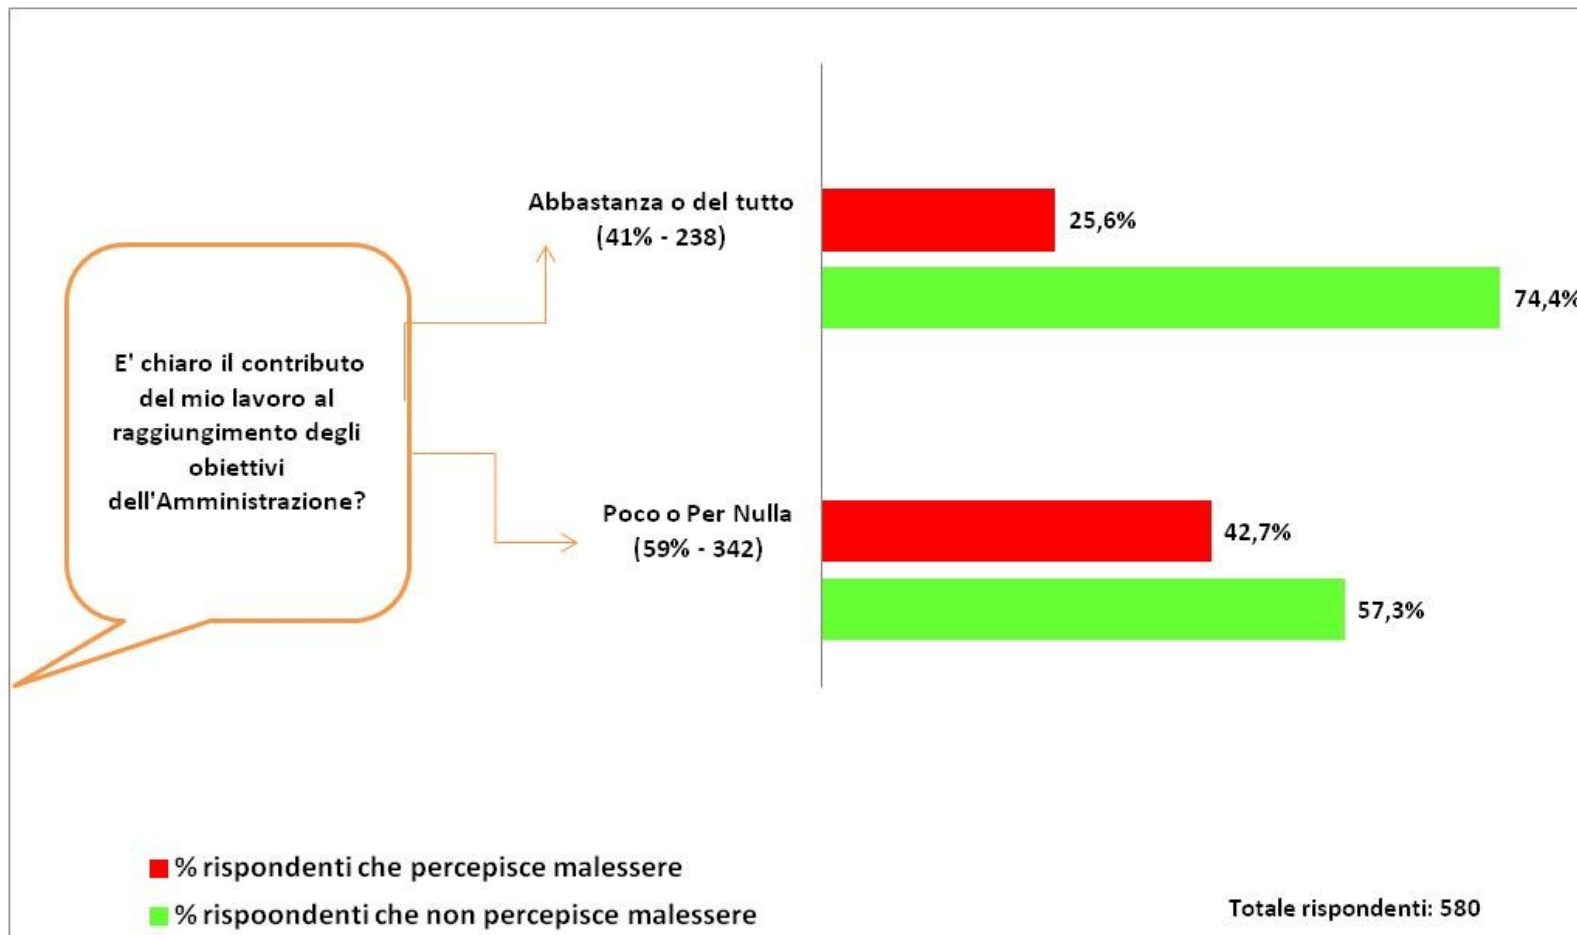 Abbastanza o del tutto
(41% - 238)
25,6%
74,4%
E' chiaro il contributo
del mio lavoro al
raggiungimento degli
obiettivi
dell'Amministrazione?
Poco o Per Nulla
(59% - 342)
42,7%
57,3%
% rispondenti che percepisce malessere
% rispoondenti che non percepisce malessere
Totale rispondenti: 580